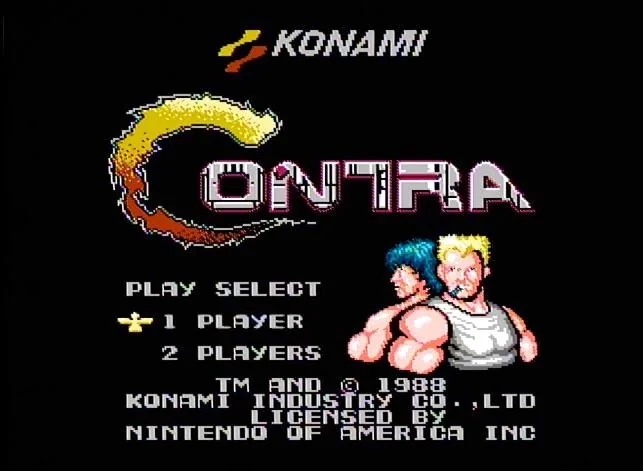 KONAMI
CONTRA
PLAY SELECT
1 PLAYER
2 PLAYERS
TM AND © 1988
KONAMI INDUSTRY CO.,LTD
LICENSED BY
NINTENDO OF AMERICA INC